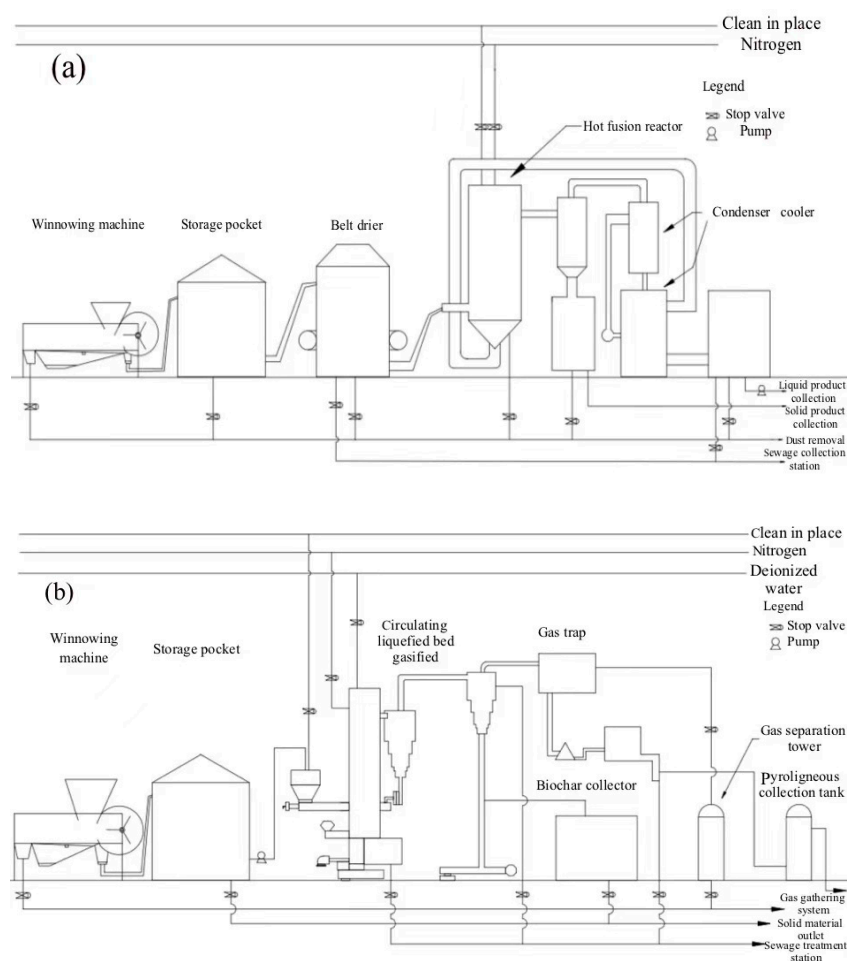 Clean in place
Nitrogen
(a)
Legend
Stop valve
Pump
Hot fusion reactor
Winnowing machine
Storage pocket
Belt drier
Condenser cooler
Liquid product
collection
Solid product
collection
Dust removal
Sewage collection
station
Clean in place
Nitrogen
(b)
Deionized
water
Legend
Stop valve
Pump
Winnowing
machine
Storage pocket
Circulating
liquefied bed
gasified
Gas trap
Gas separation
tower
Biochar collector
Pyroligneous
collection tank
Gas gathering
system
Solid material
outlct
Sewage treatment
station